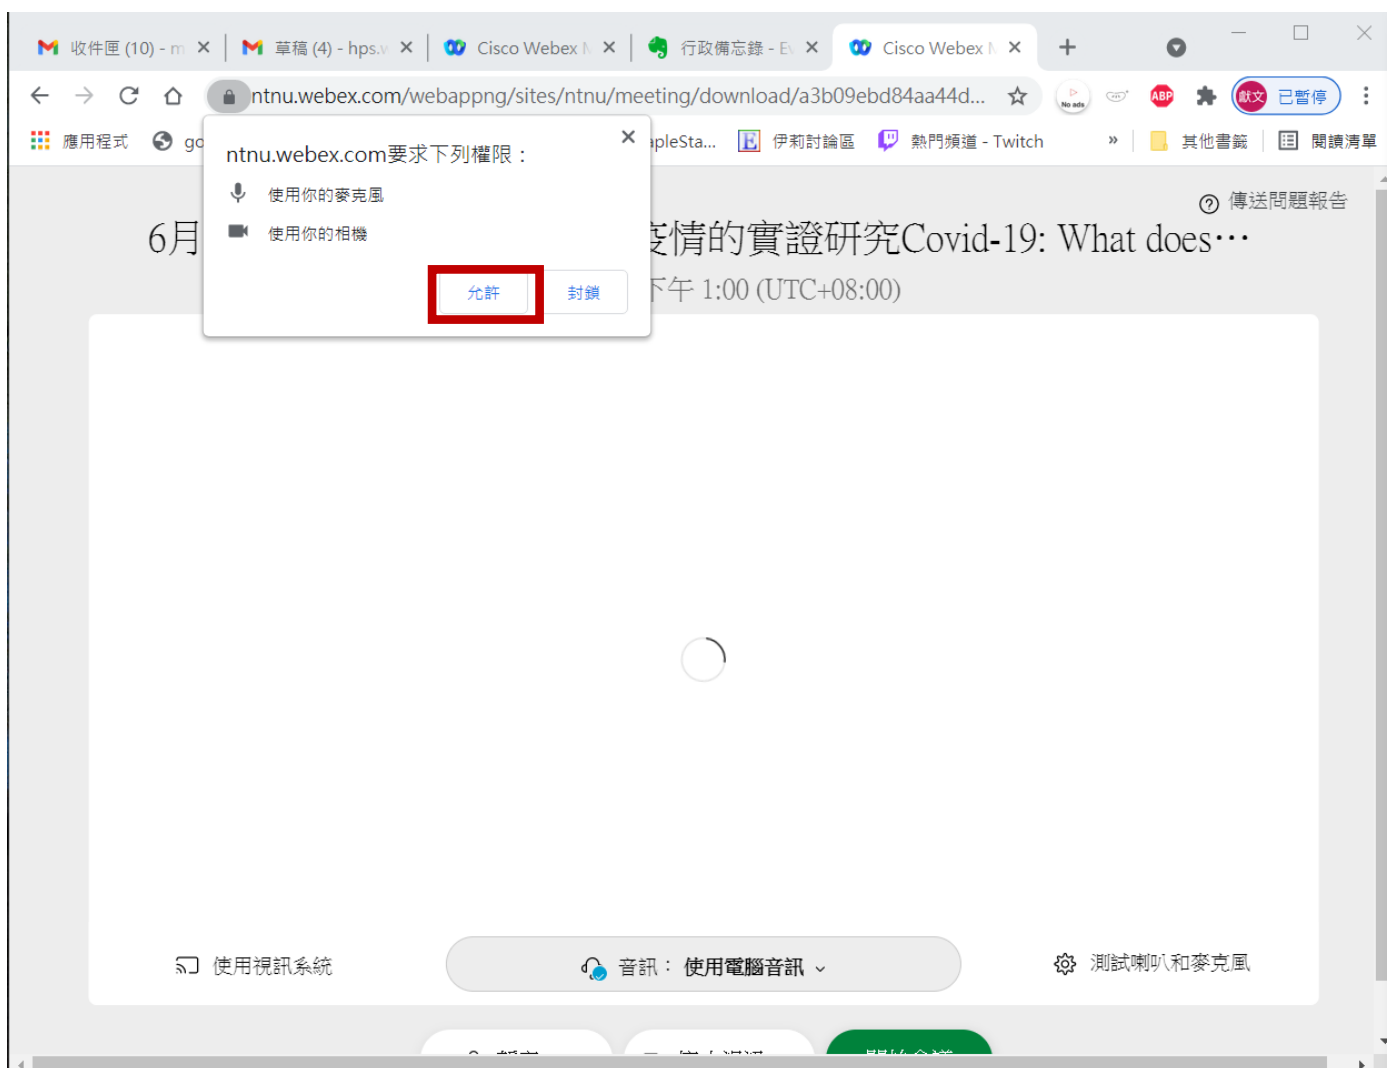 收件匣 (10) - m
草稿 (4) - hps.w
Cisco Webex
行政備忘錄 - E
Cisco Webex
ntnu.webex.com/webappng/sites/ntnu/meeting/download/a3b09ebd84aa44d...
No ads
ABP
獻文
已暫停
應用程式
go
apleSta...
E
伊莉討論區
熱門頻道 - Twitch
»
其他書籤
閱讀清單
ntnu.webex.com要求下列權限：
使用你的麥克風
使用你的相機
允許
封鎖
傳送問題報告
6月
疫情的實證研究Covid-19: What does…
下午 1:00 (UTC+08:00)
使用視訊系統
音訊： 使用電腦音訊
測試喇叭和麥克風